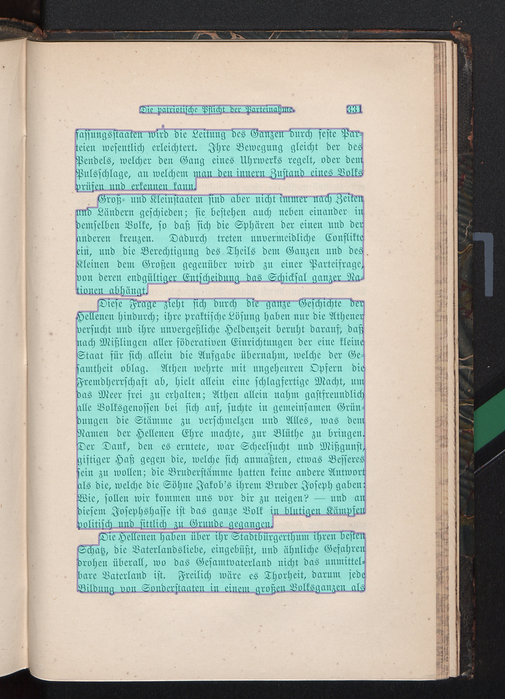 Die patriotische Pflicht der Parteinahme. 331
fassungsstaaten wird die Leitung des Ganzen durch feste Par-
teien wesentlich erleichtert. Ihre Bewegung gleicht der des
Pendels, welcher den Gang eines Uhrwerks regelt, oder dem
Pulsschlage, an welchem man den innern Zustand eines Volks
prüfen und erkennen kann.
Groß- und Kleinstaaten sind aber nicht immer nach Zeiten
und Ländern geschieden; sie bestehen auch neben einander in
demselben Volke, so daß sich die Sphären der einen und der
anderen kreuzen. Dadurch treten unvermeidliche Conflikte
ein, und die Berechtigung des Theils dem Ganzen und des
Kleinen dem Großen gegenüber wird zu einer Parteifrage,
von deren endgültiger Entscheidung das Schicksal ganzer Na-
tionen abhängt.
Diese Frage zieht sich durch die ganze Geschichte der
Hellenen hindurch; ihre praktische Lösung haben nur die Athener
versucht und ihre unvergeßliche Heldenzeit beruht darauf, daß
nach Mißlingen aller föderativen Einrichtungen der eine kleine
Staat für sich allein die Aufgabe übernahm, welche der Ge-
samtheit oblag. Athen wehrte mit ungeheuren Opfern die
Fremdherrschaft ab, hielt allein eine schlagfertige Macht, um
das Meer frei zu erhalten; Athen allein nahm gastfreundlich
alle Volksgenossen bei sich auf, suchte in gemeinsamen Grün-
dungen die Stämme zu verschmelzen und Alles, was dem
Namen der Hellenen Ehre machte, zur Blüthe zu bringen.
Der Dank, den es erntete, war Scheelsucht und Mißgunst,
giftiger Haß gegen die, welche sich anmaßten, etwas Besseres
sein zu wollen; die Bruderstämme hatten keine andere Antwort
als die, welche die Söhne Jakob's ihrem Bruder Joseph gaben:
Wie, sollen wir kommen uns vor dir zu neigen? — und an
diesem Josephshasse ist das ganze Volk in blutigen Kämpfen
politisch und sittlich zu Grunde gegangen.
Die Hellenen haben über ihr Stadtbürgerthum ihren besten
Schatz, die Vaterlandsliebe, eingebüßt, und ähnliche Gefahren
drohen überall, wo das Gesamtvaterland nicht das unmittel-
bare Vaterland ist. Freilich wäre es Thorheit, darum jede
Bildung von Sonderstaaten in einem großen Volksganzen als